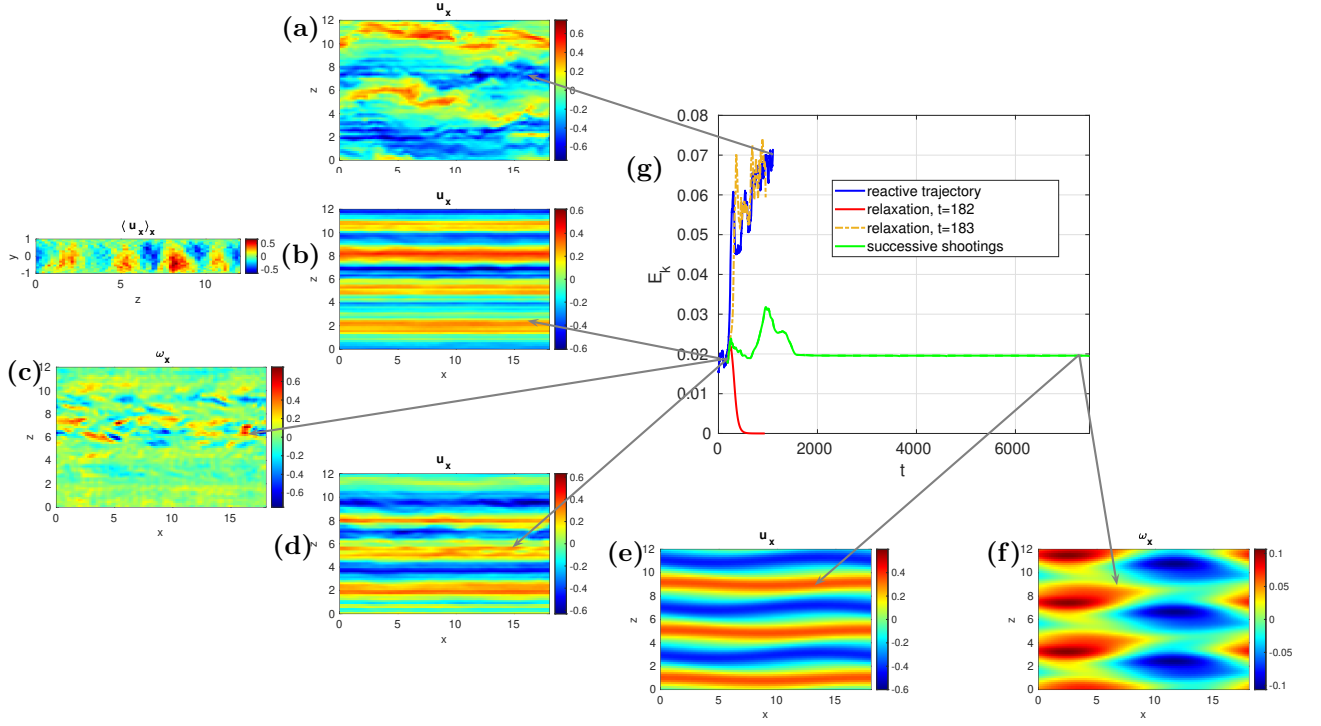 (a)
u_x
z
12
10
8
6
4
2
0
0 5 10 15
0.6
0.4
0.2
0
-0.2
-0.4
-0.6
⟨ u_x⟩_x
y
1
0
-1
0 5 10
z
0.5
0
-0.5
(b)
u_x
z
12
10
8
6
4
2
0
0 5 10 15
x
0.4
0.2
0
-0.2
-0.4
-0.6
(c)
ω_x
z
12
10
8
6
4
2
0
0 5 10 15
x
0.6
0.4
0.2
0
-0.2
-0.4
-0.6
(d)
u_x
z
12
10
8
6
4
2
0
0 5 10 15
x
0.6
0.4
0.2
0
-0.2
-0.4
-0.6
(g)
E_k
0.08
0.07
0.06
0.05
0.04
0.03
0.02
0.01
0
0 2000 4000 6000
t
reactive trajectory
relaxation, t=182
relaxation, t=183
successive shootings
(e)
u_x
z
12
10
8
6
4
2
0
0 5 10 15
x
0.4
0.2
0
-0.2
-0.4
-0.6
(f)
ω_x
z
12
10
8
6
4
2
0
0 5 10 15
x
0.1
0.05
0
-0.05
-0.1